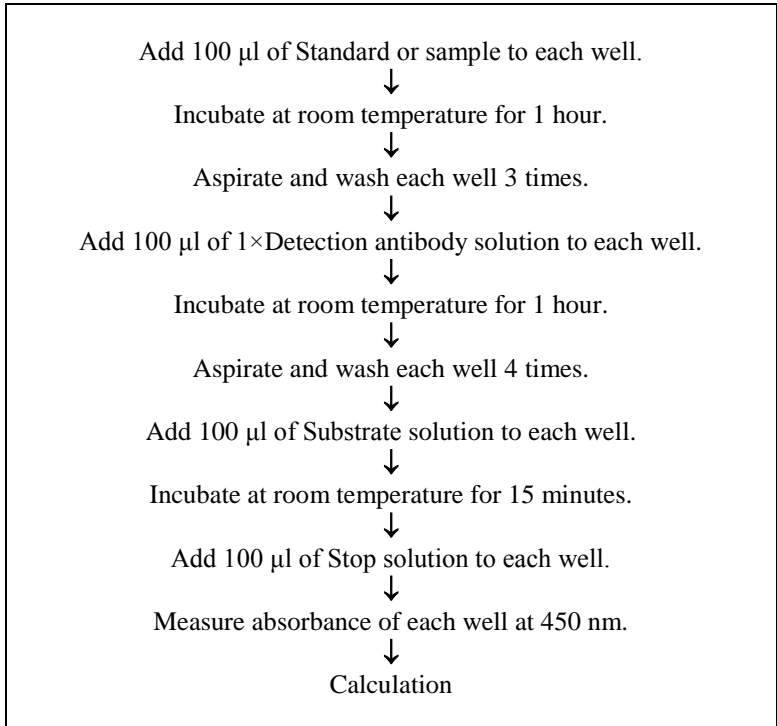 Add 100 μl of Standard or sample to each well.
↓
Incubate at room temperature for 1 hour.
↓
Aspirate and wash each well 3 times.
↓
Add 100 μl of 1×Detection antibody solution to each well.
↓
Incubate at room temperature for 1 hour.
↓
Aspirate and wash each well 4 times.
↓
Add 100 μl of Substrate solution to each well.
↓
Incubate at room temperature for 15 minutes.
↓
Add 100 μl of Stop solution to each well.
↓
Measure absorbance of each well at 450 nm.
↓
Calculation